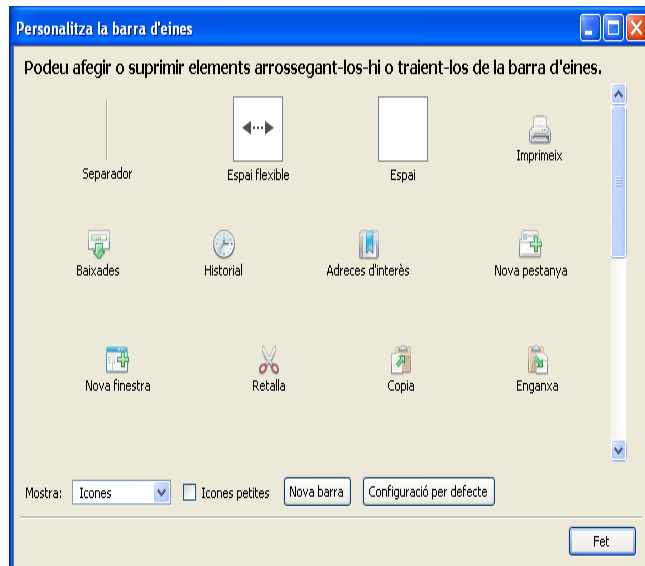 Personalitza la barra d'eines
Podeu afegir o suprimir elements arrossegant-los-hi o traient-los de la barra d'eines.
Separador Espai flexible Espai Imprimeix
Baixades Historial Adreces d'interès Nova pestanya
Nova finestra Retalla Copia Enganxa
Mostra: Icones Icones petites Nova barra Configuració per defecte
Fet